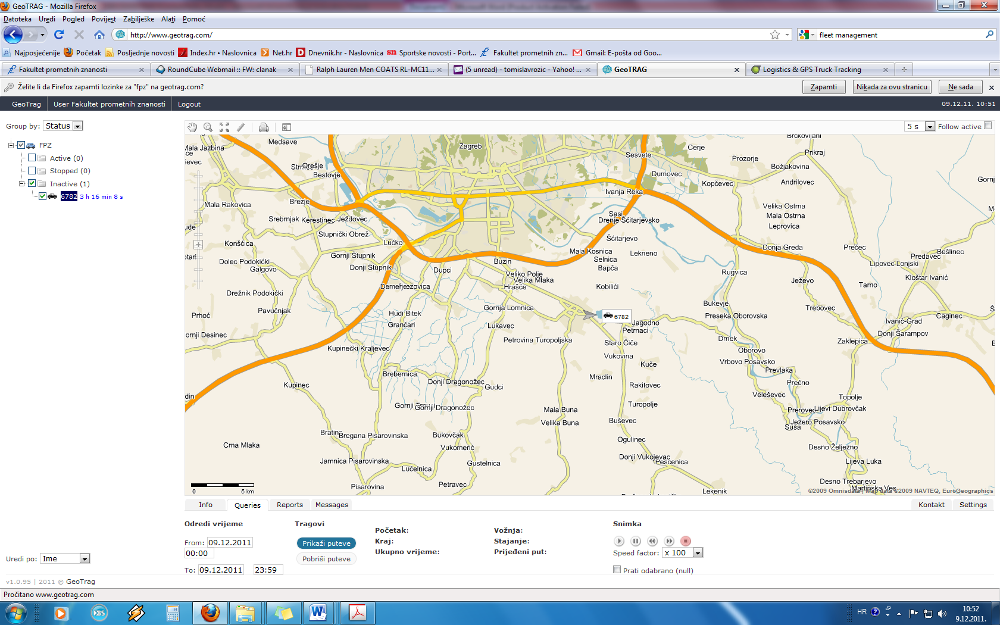 GeoTRAG - Mozilla Firefox
Datoteka Uredi Pogled Povijest Zabilješke Alati Pomoć
http://www.geotrag.com/
fleet management
Najposjećenije Početak Posljednje novosti Index.hr • Naslovnica Net.hr Dnevnik.hr - Naslovnica Sportske novosti - Port... Fakultet prometnih zn... Gmail: E-pošta od Goo...
Fakultet prometnih znanosti RoundCube Webmail :: FW: clanak Ralph Lauren Men COATS RL-MC11... (5 unread) - tomislavrozic - Yahoo! ... GeoTRAG Logistics & GPS Truck Tracking
Želite li da Firefox zapamti lozinke za "fpz" na geotrag.com? Zapamti Nikada za ovu stranicu Ne sada
GeoTrag User Fakultet prometnih znanosti Logout 09.12.11. 10:51
Group by: Status
5 s Follow active
FPZ
Active (0)
Stopped (0)
Inactive (1)
6782 3 h 16 min 8 s
Brckovljani
Medsave
Zagreb
Cerje
Mala Jazbina
Prikraj
Sesvete
Prozorje
Orešje
Božjakovina
Bestovje
Dumovec
Kopčevec
Andrilovec
Ivanja Reka
Brezje
Mala Rakovica
Velika Ostrna
Mala Ostrna
Sasi
Srebrnjak
Kerestinec
Ježdovec
Drenje Šćitarjevsko
Leprovica
Stupnički Obrež
Šćitarjevo
Končšćica
Lučko
Donja Greda
Prečec
Mala Kosnica
Lekneno
Bešlinec
Gornji Stupnik
Predavec
Selnica
Dolec Podokićki
Buzin
Lipovec Lonjski
Galgovo
Donji Stupnik
Dupci
Bapča
Rugvica
Veliko Polje
Velika Mlaka
Kloštar Ivanić
Ježevo
Tarno
Hrašće
Kobilići
Drežnik Podokićki
Bukevje
Gornja Lomnica
Trebovec
Pavučnjak
Hudi Bitek
Prhoć
Preseka Oborovska
Caginec
6782
Ivanić-Grad
Jagodno
Grančari
Lukavec
Petrnaci
Donji Šarampov
Drnek
Petrovina Turopoljska
Staro Čiče
Zaklepica
Kupinečki Kraljevec
Oborovo
Vukovina
Vrbovo Posavsko
Kuče
Prevlaka
Brebernica
Mraclin
Donji Dragonožec
Prečno
Kupinec
Gudci
Rakitovec
Veleševec
Topolje
Turopolje
Gornji Dragonožec
Mala Buna
Prerovec
Lijevi Dubrovčak
Buševec
Velika Buna
Jezero Posavsko
Suša
Bratina
Bregana Pisarovinska
Bukovčak
Ogulinec
Crna Mlaka
Vukomerić
Desno Željezno
Donji Vukojevac
Jamnica Pisarovinska
Gustelnica
Pescenica
Lijeva Luka
Lučelnica
Desno Trebarjevo
Petravec
Pisarovina
Martinska Ves
Lekenik
0 5 km
©2009 Omnisdata | Map data ©2009 NAVTEQ, EuroGeographics
Info Queries Reports Messages Kontakt Settings
Odredi vrijeme Tragovi Snimka
Početak: Vožnja:
From: 09.12.2011 Prikaži puteve Kraj: Stajanje:
00:00 Ukupno vrijeme: Prijeđeni put: Speed factor: x 100
Uredi po: Ime Pobriši puteve
To: 09.12.2011 23:59 Prati odabrano (null)
v1.0.95 | 2011 © GeoTrag
Pročitano www.geotrag.com
HR 10:52
9.12.2011.